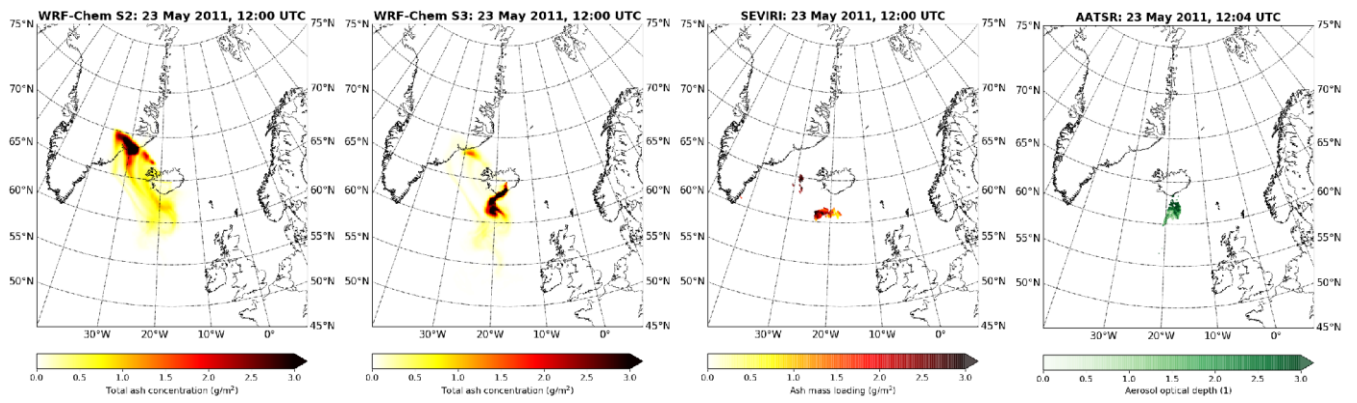 WRF-Chem S2: 23 May 2011, 12:00 UTC
75°N
70°N
70°N
65°N
65°N
60°N
60°N
55°N
55°N
50°N
50°N
45°N
30°W
20°W
10°W
0°
0.0
0.5
1.0
1.5
2.0
2.5
3.0
Total ash concentration (g/m²)
WRF-Chem S3: 23 May 2011, 12:00 UTC
75°N
70°N
70°N
65°N
65°N
60°N
60°N
55°N
55°N
50°N
50°N
45°N
30°W
20°W
10°W
0°
0.0
0.5
1.0
1.5
2.0
2.5
3.0
Total ash concentration (g/m²)
SEVIRI: 23 May 2011, 12:00 UTC
75°N
70°N
70°N
65°N
65°N
60°N
60°N
55°N
55°N
50°N
50°N
45°N
30°W
20°W
10°W
0°
0.0
0.5
1.0
1.5
2.0
2.5
3.0
Ash mass loading (g/m²)
AATSR: 23 May 2011, 12:04 UTC
75°N
75°N
70°N
70°N
65°N
65°N
60°N
60°N
55°N
55°N
50°N
50°N
45°N
30°W
20°W
10°W
0°
0.0
0.5
1.0
1.5
2.0
2.5
3.0
Aerosol optical depth (1)